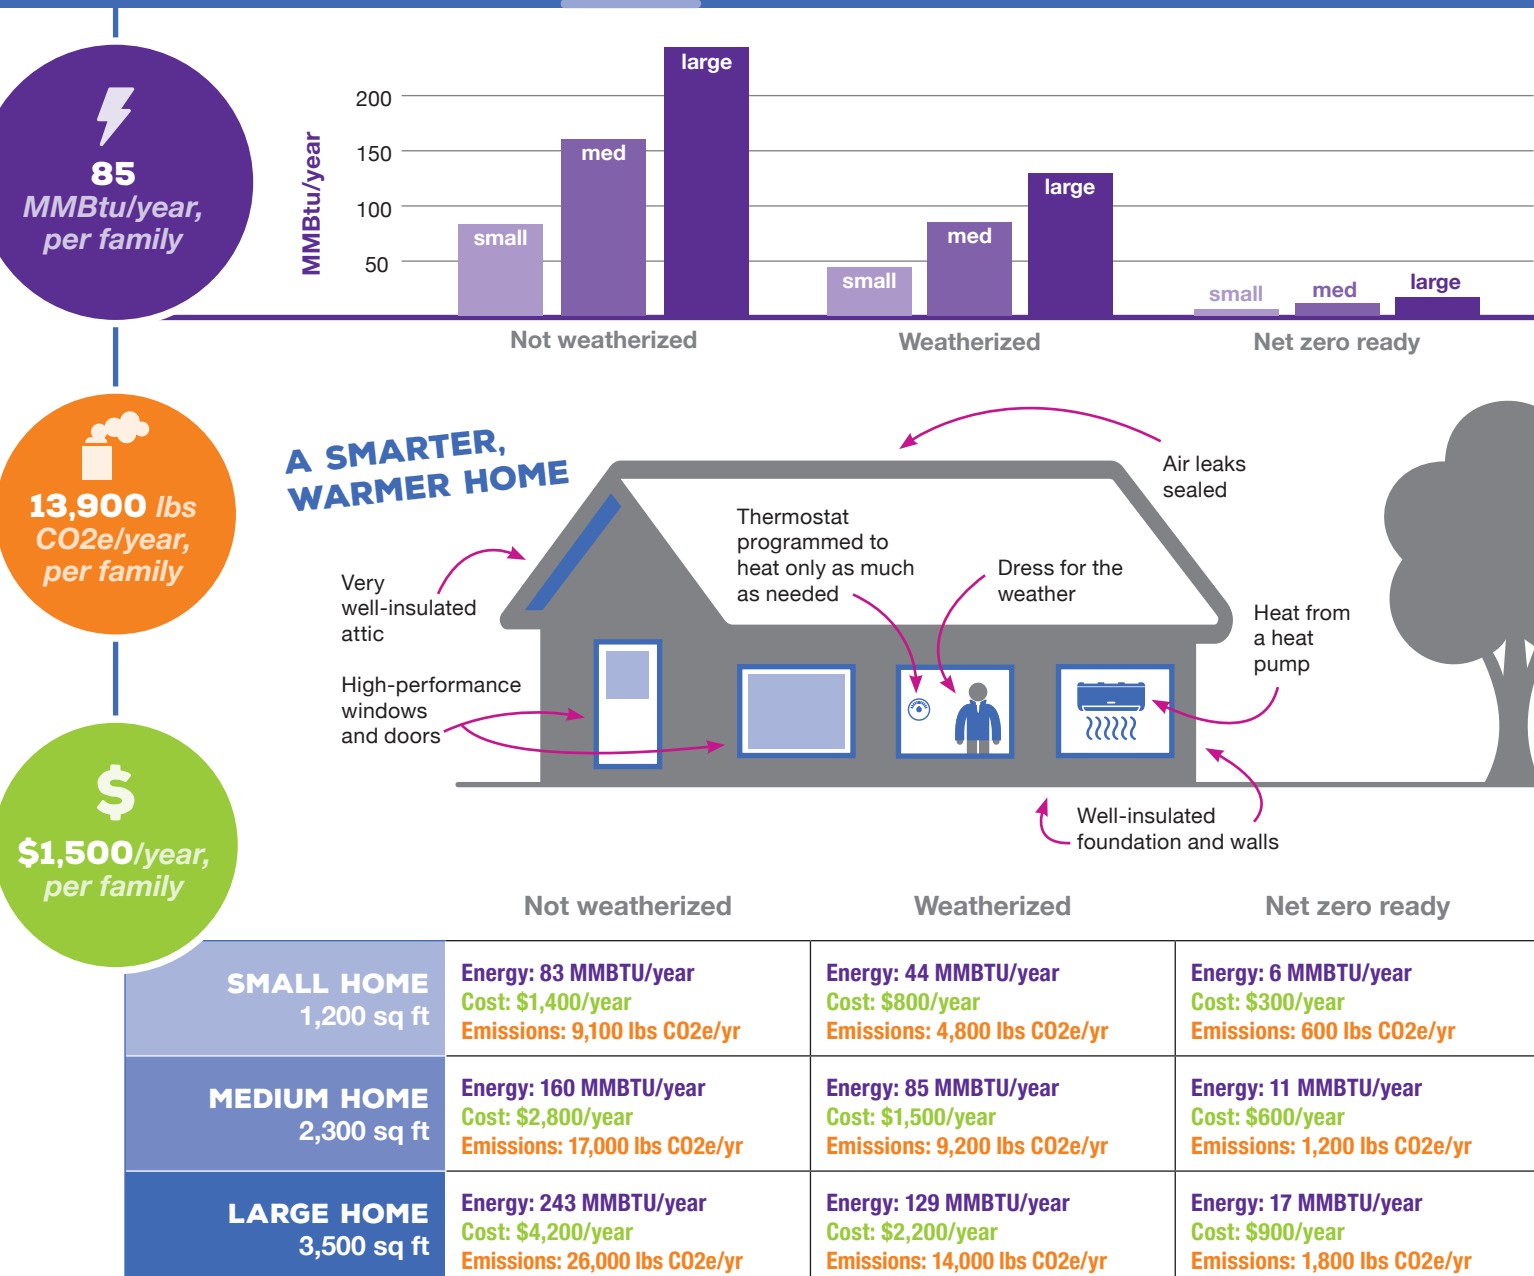 85
MMBtu/year,
per family
MMBtu/year
200
150
100
50
small
med
large
small
med
large
small
med
large
Not weatherized
Weatherized
Net zero ready
13,900 lbs
CO2e/year,
per family
A SMARTER,
WARMER HOME
Air leaks
sealed
Thermostat
programmed to
heat only as much
as needed
Dress for the
weather
Very
well-insulated
attic
Heat from
a heat
pump
High-performance
windows
and doors
Well-insulated
foundation and walls
$
$1,500/year,
per family
Not weatherized
Weatherized
Net zero ready
SMALL HOME
1,200 sq ft
Energy: 83 MMBTU/year
Cost: $1,400/year
Emissions: 9,100 lbs CO2e/yr
Energy: 44 MMBTU/year
Cost: $800/year
Emissions: 4,800 lbs CO2e/yr
Energy: 6 MMBTU/year
Cost: $300/year
Emissions: 600 lbs CO2e/yr
MEDIUM HOME
2,300 sq ft
Energy: 160 MMBTU/year
Cost: $2,800/year
Emissions: 17,000 lbs CO2e/yr
Energy: 85 MMBTU/year
Cost: $1,500/year
Emissions: 9,200 lbs CO2e/yr
Energy: 11 MMBTU/year
Cost: $600/year
Emissions: 1,200 lbs CO2e/yr
LARGE HOME
3,500 sq ft
Energy: 243 MMBTU/year
Cost: $4,200/year
Emissions: 26,000 lbs CO2e/yr
Energy: 129 MMBTU/year
Cost: $2,200/year
Emissions: 14,000 lbs CO2e/yr
Energy: 17 MMBTU/year
Cost: $900/year
Emissions: 1,800 lbs CO2e/yr